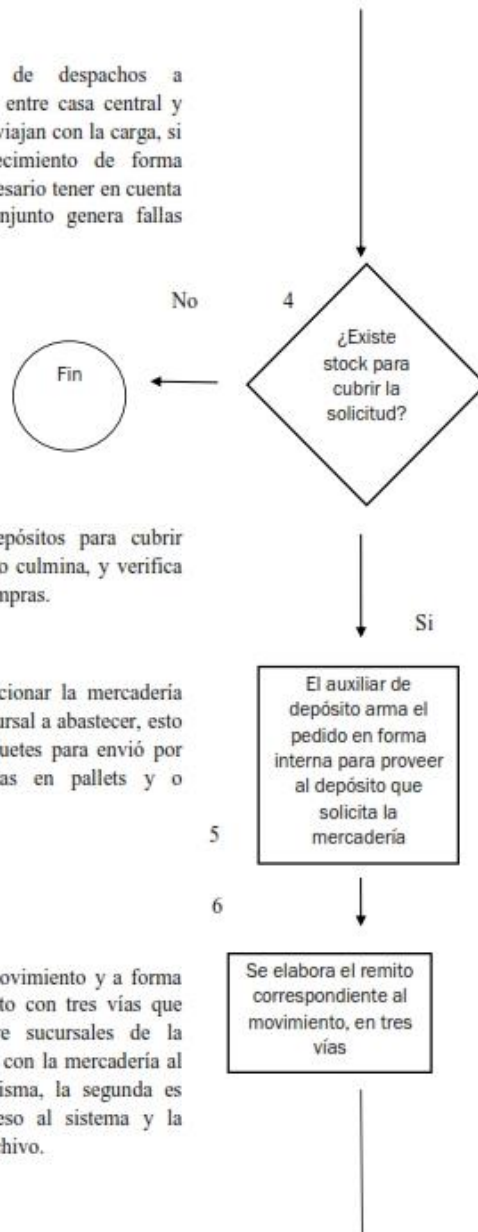 de despachos a
entre casa central y
viajan con la carga, si
ecimiento de forma
esario tener en cuenta
njunto genera fallas
No
4
¿Existe
stock para
cubrir la
solicitud?
Fin
epósitos para cubrir
o culmina, y verifica
mpras.
Si
cionar la mercadería
ursal a abastecer, esto
uetes para envió por
as en pallets y o
El auxiliar de
depósito arma el
pedido en forma
interna para proveer
al depósito que
solicita la
mercadería
5
6
ovimiento y a forma
to con tres vías que
e sucursales de la
con la mercadería al
isma, la segunda es
eso al sistema y la
chivo.
Se elabora el remito
correspondiente al
movimiento, en tres
vías